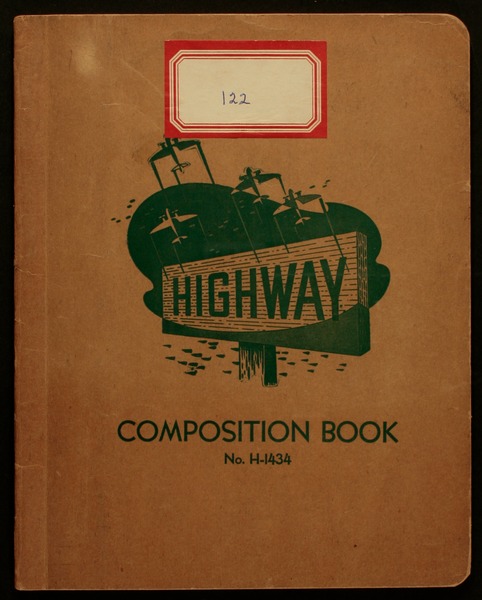 122
HIGHWAY
COMPOSITION BOOK
No. H-1434